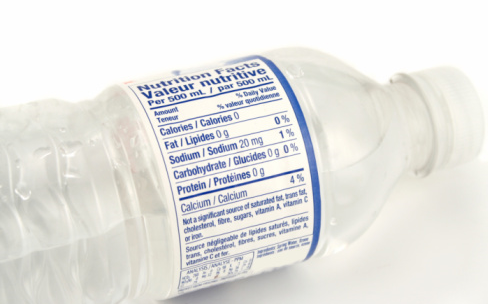 Nutrition Facts
Valeur nutritive
Per 500 mL / par 500 mL
Amount % Daily Value
Teneur % valeur quotidienne
Calories / Calories 0
Fat / Lipides 0 g 0 %
Sodium / Sodium 20 mg 1 %
Carbohydrate / Glucides 0 g 0 %
Protein / Protéines 0 g
Calcium / Calcium 4 %
Not a significant source of saturated fat, trans fat,
cholesterol, fibre, sugars, vitamin A, vitamin C
or iron.
Source négligeable de lipides saturés, lipides
trans, cholestérol, fibres, sucres, vitamine A,
vitamine C et fer.